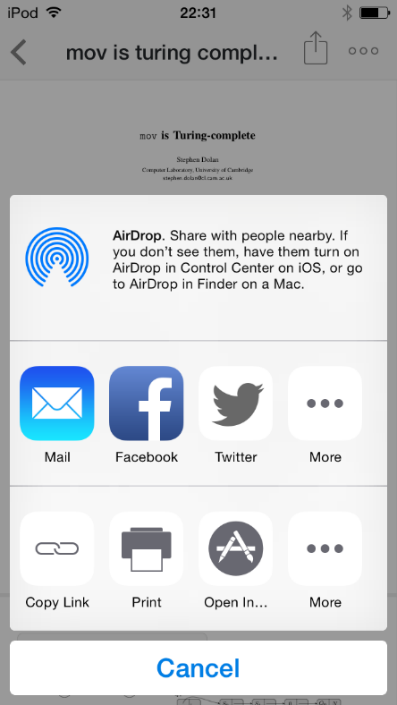 iPod 22:31
mov is turing compl...
mov is Turing-complete
Stephen Dolan
Computer Laboratory, University of Cambridge
stephen.dolan@cl.cam.ac.uk
AirDrop. Share with people nearby. If
you don't see them, have them turn on
AirDrop in Control Center on iOS, or go
to AirDrop in Finder on a Mac.
Mail Facebook Twitter More
Copy Link Print Open In... More
Cancel